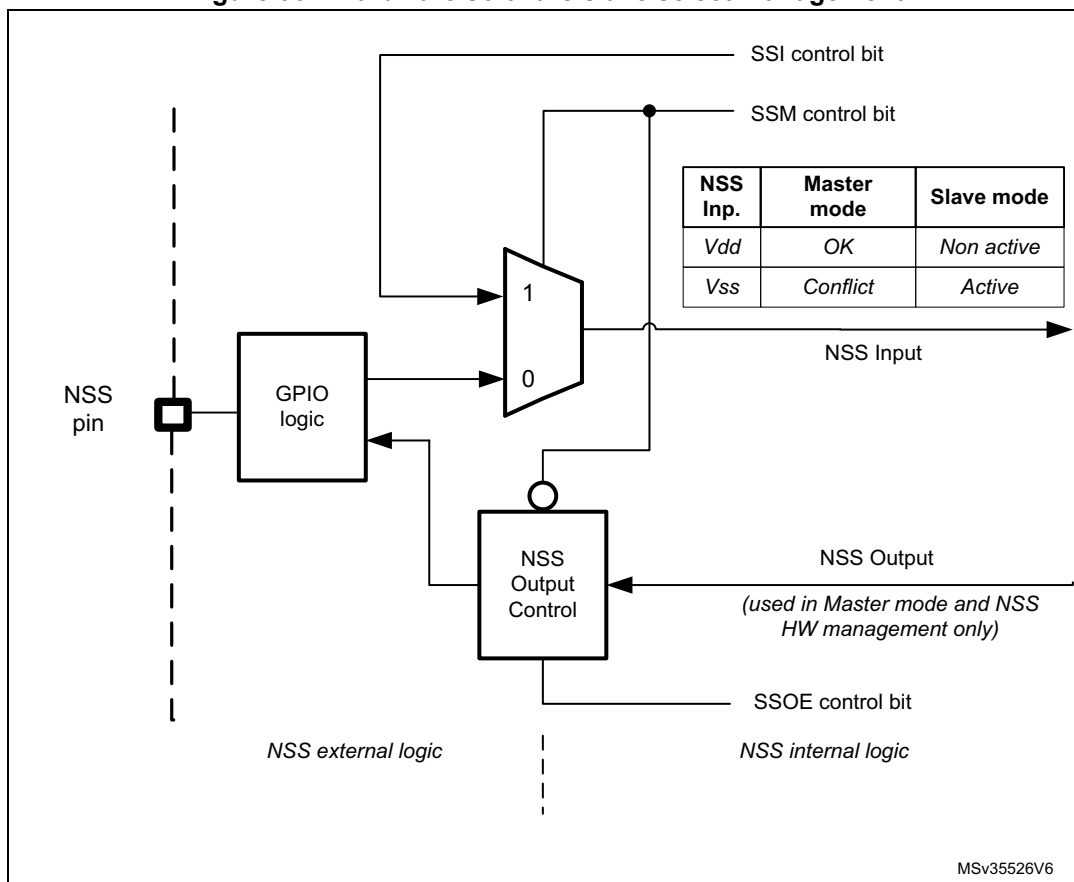 SSI control bit
SSM control bit
NSS Inp.
Master mode
Slave mode
Vdd
OK
Non active
Vss
Conflict
Active
1
0
NSS Input
NSS
pin
GPIO
logic
NSS
Output
Control
NSS Output
(used in Master mode and NSS
HW management only)
SSOE control bit
NSS external logic
NSS internal logic
MSv35526V6